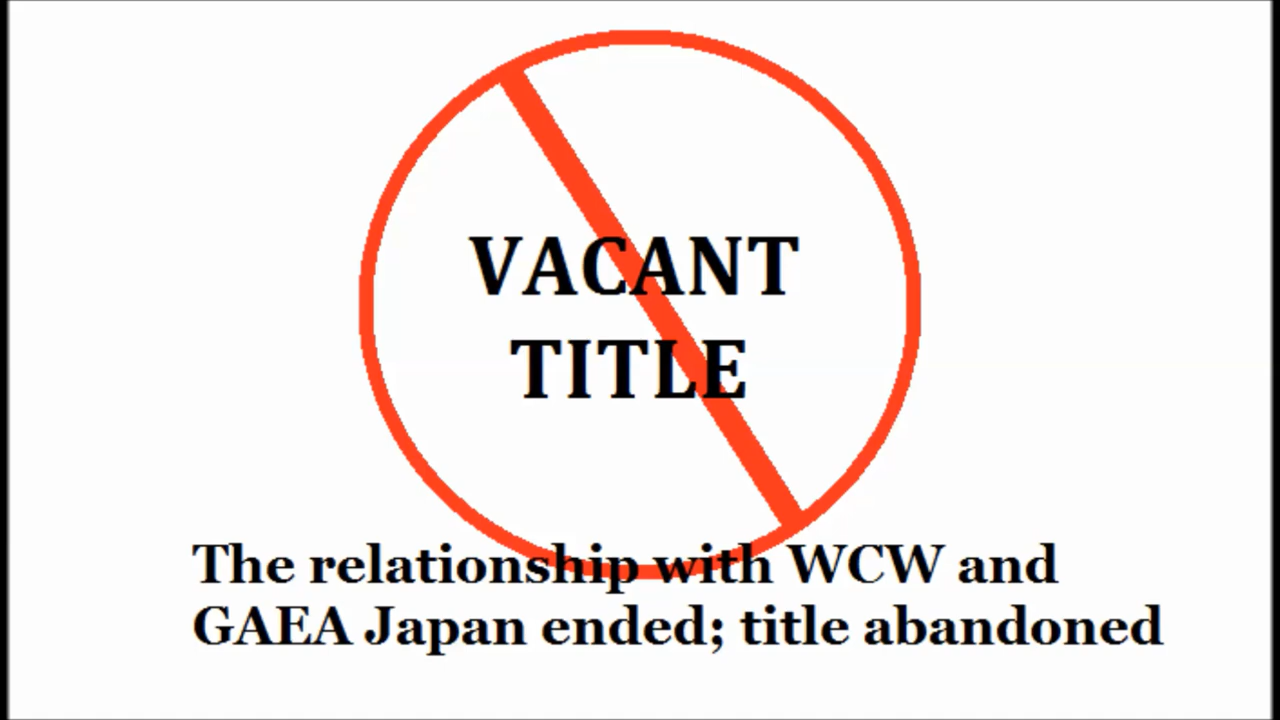 VACANT
TITLE
The relationship with WCW and
GAEA Japan ended; title abandoned